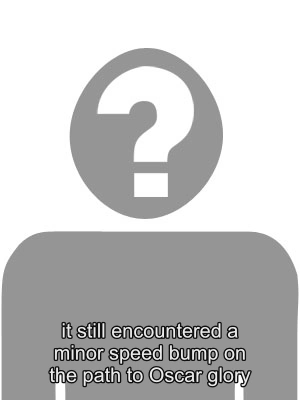 ?
it still encountered a
minor speed bump on
the path to Oscar glory